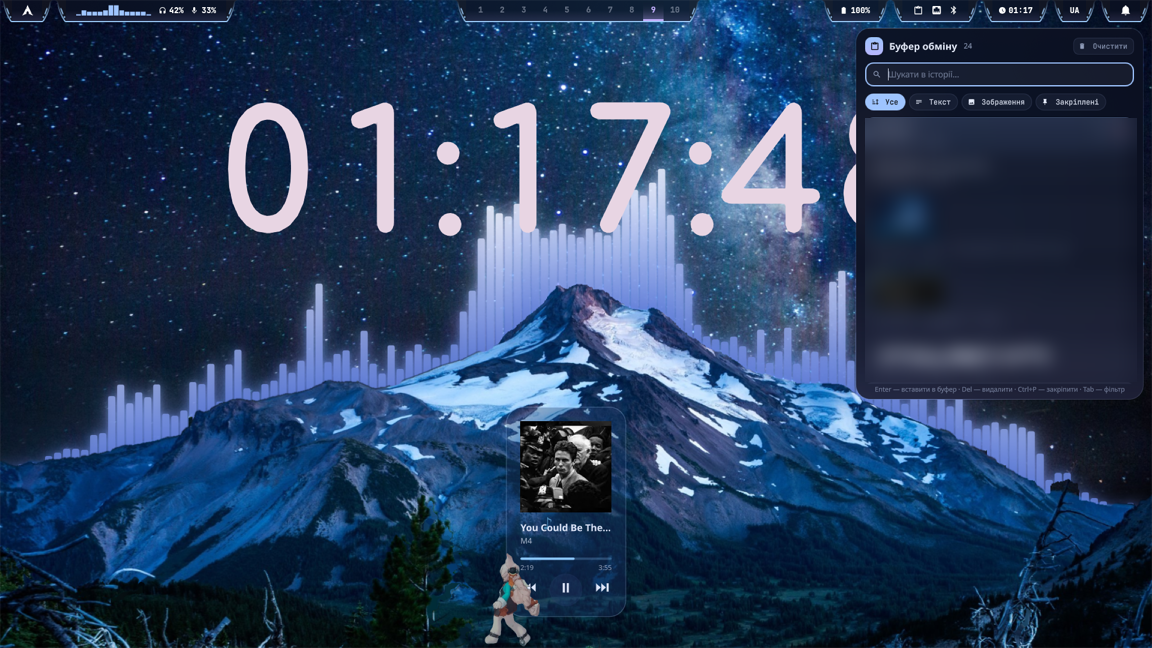 42% 33%
1 2 3 4 5 6 7 8 9 10
100%
01:17
UA
Буфер обміну 24
Очистити
Шукати в історії...
Усе Текст Зображення Закріплені
Enter — вставити в буфер · Del — видалити · Ctrl+P — закріпити · Tab — фільтр
01:17:4
You Could Be The...
M4
2:19 3:55